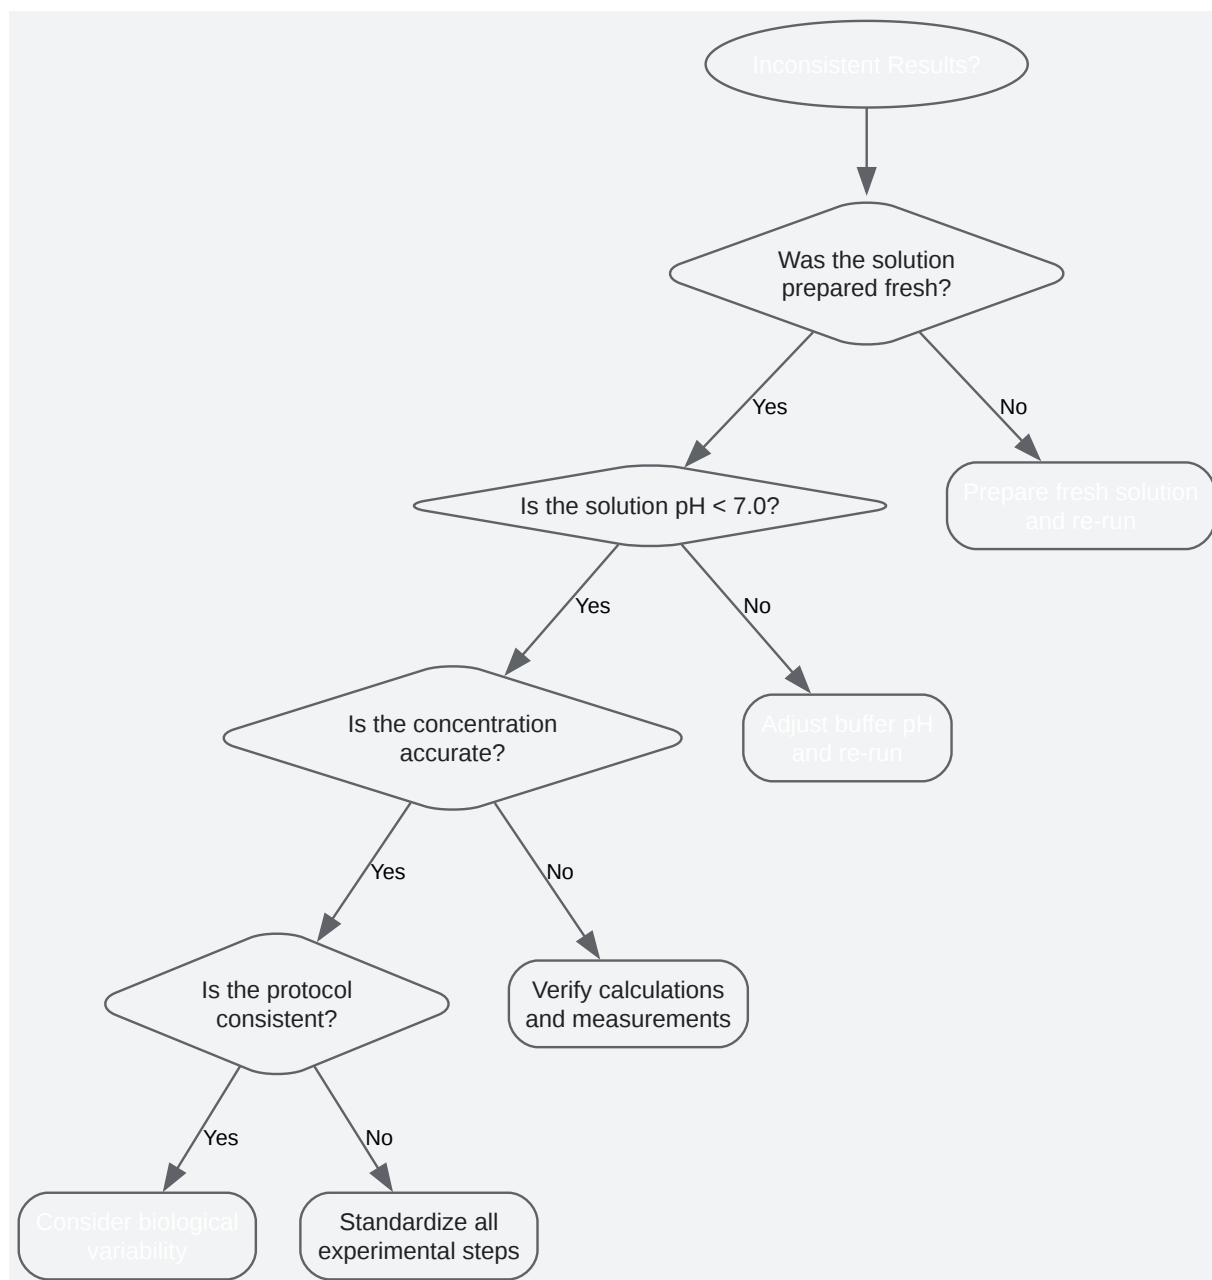 Inconsistent Results?
Was the solution
prepared fresh?
Yes
No
Is the solution pH < 7.0?
Prepare fresh solution
and re-run
Yes
No
Is the concentration
accurate?
Adjust buffer pH
and re-run
Yes
No
Is the protocol
consistent?
Verify calculations
and measurements
Yes
No
Consider biological
variability
Standardize all
experimental steps